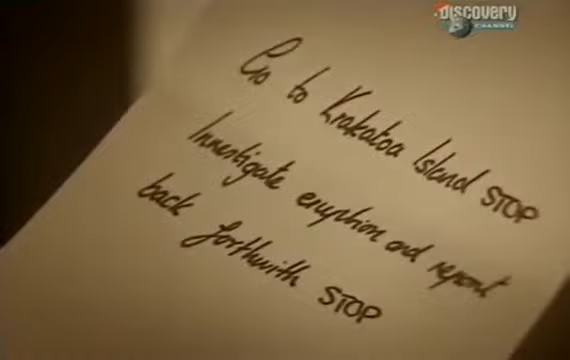 Discovery
CHANNEL
Go to Krakatoa Island STOP
Investigate eruption and report
back forthwith STOP